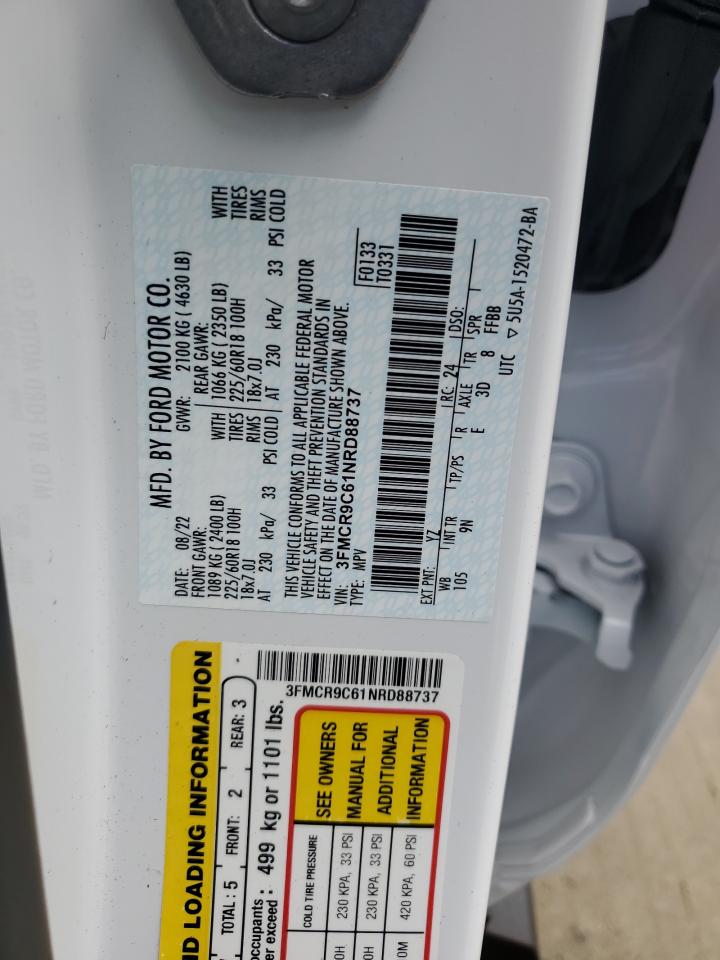 MFD. BY FORD MOTOR CO.
DATE: 08/22 GVWR: 2100 KG ( 4630 LB)
FRONT GAWR: REAR GAWR:
1089 KG ( 2400 LB) WITH 1066 KG ( 2350 LB) WITH
225/60R18 100H TIRES 225/60R18 100H TIRES
18x7.0J RIMS 18x7.0J RIMS
AT 230 kPa/ 33 PSI COLD AT 230 kPa/ 33 PSI COLD
THIS VEHICLE CONFORMS TO ALL APPLICABLE FEDERAL MOTOR
VEHICLE SAFETY AND THEFT PREVENTION STANDARDS IN
EFFECT ON THE DATE OF MANUFACTURE SHOWN ABOVE.
VIN: 3FMCR9C61NRD88737 F0133
TYPE: MPV T0331
EXT PNT: YZ RC: 24 DSO:
WB INT TR TP/PS R AXLE TR SPR
105 9N E 3D 8 FFBB
UTC ▽ 5U5A-1520472-BA
ND LOADING INFORMATION
TOTAL: 5 FRONT: 2 REAR: 3
occupants
er exceed : 499 kg or 1101 lbs.
3FMCR9C61NRD88737
COLD TIRE PRESSURE SEE OWNERS
0H 230 KPA, 33 PSI MANUAL FOR
0H 230 KPA, 33 PSI ADDITIONAL
0M 420 KPA, 60 PSI INFORMATION